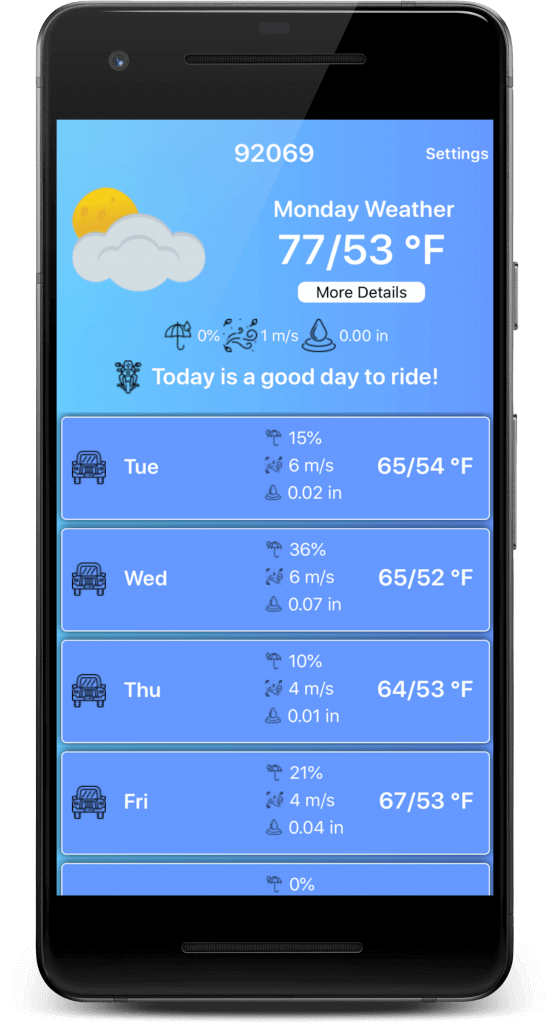 92069 Settings
Monday Weather
77/53 °F
More Details
0% 1 m/s 0.00 in
Today is a good day to ride!
15%
Tue 6 m/s 65/54 °F
0.02 in
36%
Wed 6 m/s 65/52 °F
0.07 in
10%
Thu 4 m/s 64/53 °F
0.01 in
21%
Fri 4 m/s 67/53 °F
0.04 in
0%